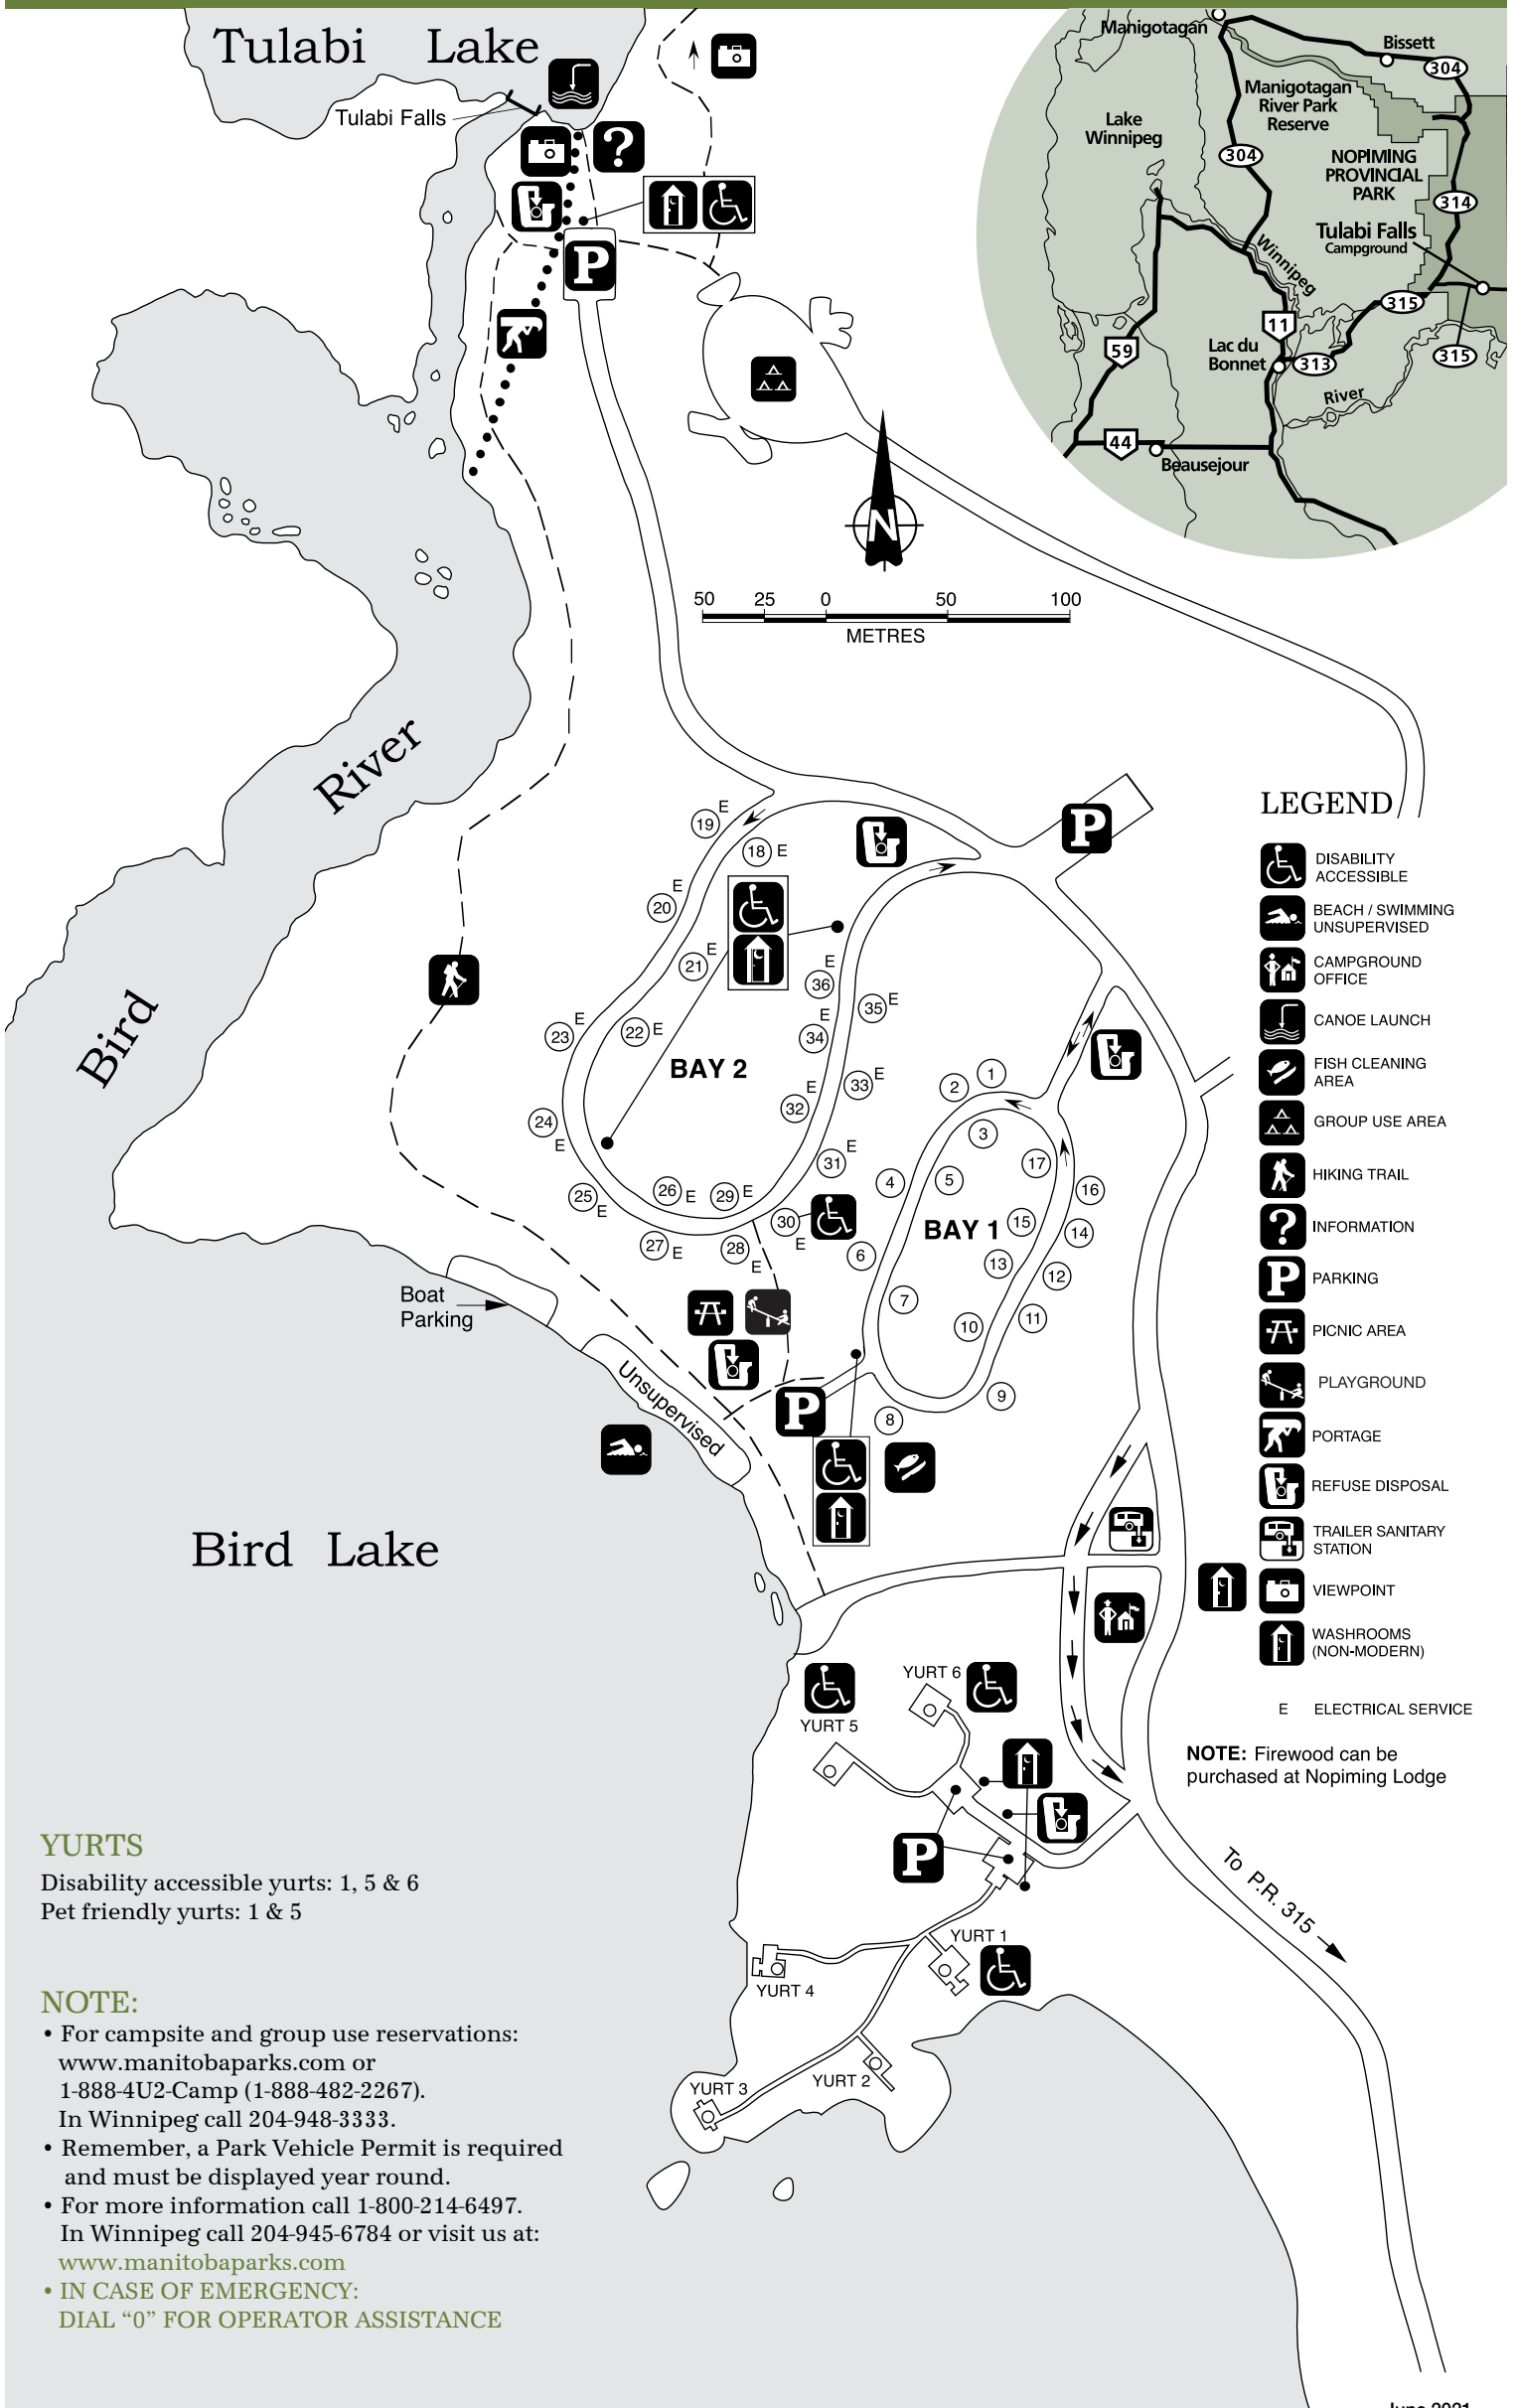 Tulabi Lake
Tulabi Falls
?
P
Manigotagan
Bissett
304
Manigotagan
River Park
Reserve
Lake
Winnipeg
304
NOPIMING
PROVINCIAL
PARK
314
Tulabi Falls
Campground
Winnipeg
315
11
59
Lac du
Bonnet
313
315
River
44
Beausejour
N
50 25 0 50 100
METRES
River
Bird
P
19 E
18 E
20 E
21 E
22 E
23 E
24 E
25 E
26 E
27 E
28 E
29 E
30 E
31 E
32 E
33 E
34 E
35 E
36 E
BAY 2
1
2
3
4
5
6
7
8
9
10
11
12
13
14
15
16
17
BAY 1
Boat
Parking
Unsupervised
P
Bird Lake
LEGEND
DISABILITY
ACCESSIBLE
BEACH / SWIMMING
UNSUPERVISED
CAMPGROUND
OFFICE
CANOE LAUNCH
FISH CLEANING
AREA
GROUP USE AREA
HIKING TRAIL
? INFORMATION
P PARKING
PICNIC AREA
PLAYGROUND
PORTAGE
REFUSE DISPOSAL
TRAILER SANITARY
STATION
VIEWPOINT
WASHROOMS
(NON-MODERN)
E ELECTRICAL SERVICE
NOTE: Firewood can be
purchased at Nopiming Lodge
YURT 6
YURT 5
P
YURT 1
YURT 4
YURT 2
YURT 3
To P.R. 315
YURTS
Disability accessible yurts: 1, 5 & 6
Pet friendly yurts: 1 & 5
NOTE:
• For campsite and group use reservations:
www.manitobaparks.com or
1-888-4U2-Camp (1-888-482-2267).
In Winnipeg call 204-948-3333.
• Remember, a Park Vehicle Permit is required
and must be displayed year round.
• For more information call 1-800-214-6497.
In Winnipeg call 204-945-6784 or visit us at:
www.manitobaparks.com
• IN CASE OF EMERGENCY:
DIAL “0” FOR OPERATOR ASSISTANCE
June 2021